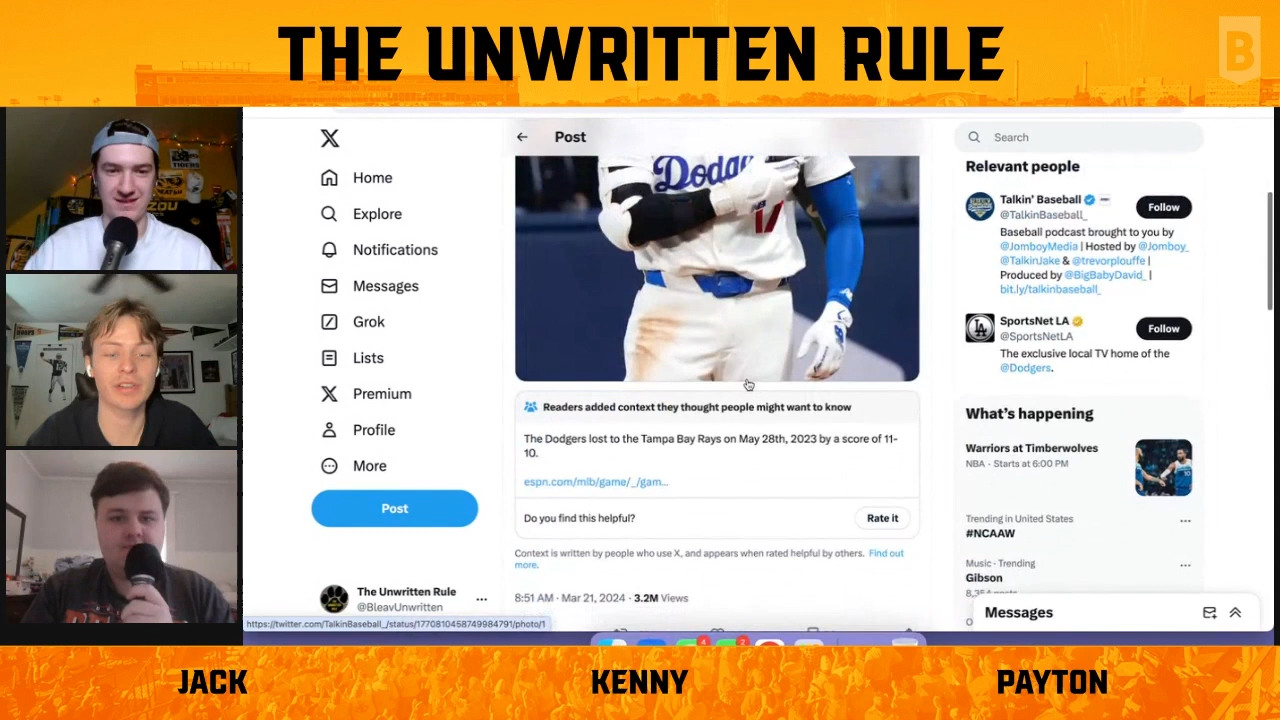 THE UNWRITTEN RULE
B
Post
Search
Home
Explore
Notifications
Messages
Grok
Lists
Premium
Profile
More
Post
The Unwritten Rule
@BleavUnwritten
https://twitter.com/TalkinBaseball_/status/1770810458749984791/photo/1
17
Readers added context they thought people might want to know
The Dodgers lost to the Tampa Bay Rays on May 28th, 2023 by a score of 11-
10.
espn.com/mlb/game/_/gam...
Do you find this helpful?
Rate it
Context is written by people who use X, and appears when rated helpful by others. Find out
more.
8:51 AM · Mar 21, 2024 · 3.2M Views
Relevant people
Talkin' Baseball
@TalkinBaseball_
Follow
Baseball podcast brought to you by
@JomboyMedia | Hosted by @Jomboy_
@TalkinJake & @trevorplouffe |
Produced by @BigBabyDavid_ |
bit.ly/talkinbaseball_
SportsNet LA
@SportsNetLA
Follow
The exclusive local TV home of the
@Dodgers.
What's happening
Warriors at Timberwolves
NBA · Starts at 6:00 PM
Trending in United States
#NCAAW
Music · Trending
Gibson
Messages
4
2
JACK
KENNY
PAYTON